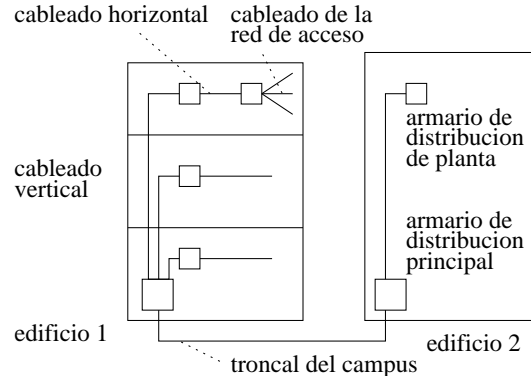 cableado horizontal
cableado de la
red de acceso
cableado
vertical
armario de
distribucion
de planta
armario de
distribucion
principal
edificio 1
edificio 2
troncal del campus